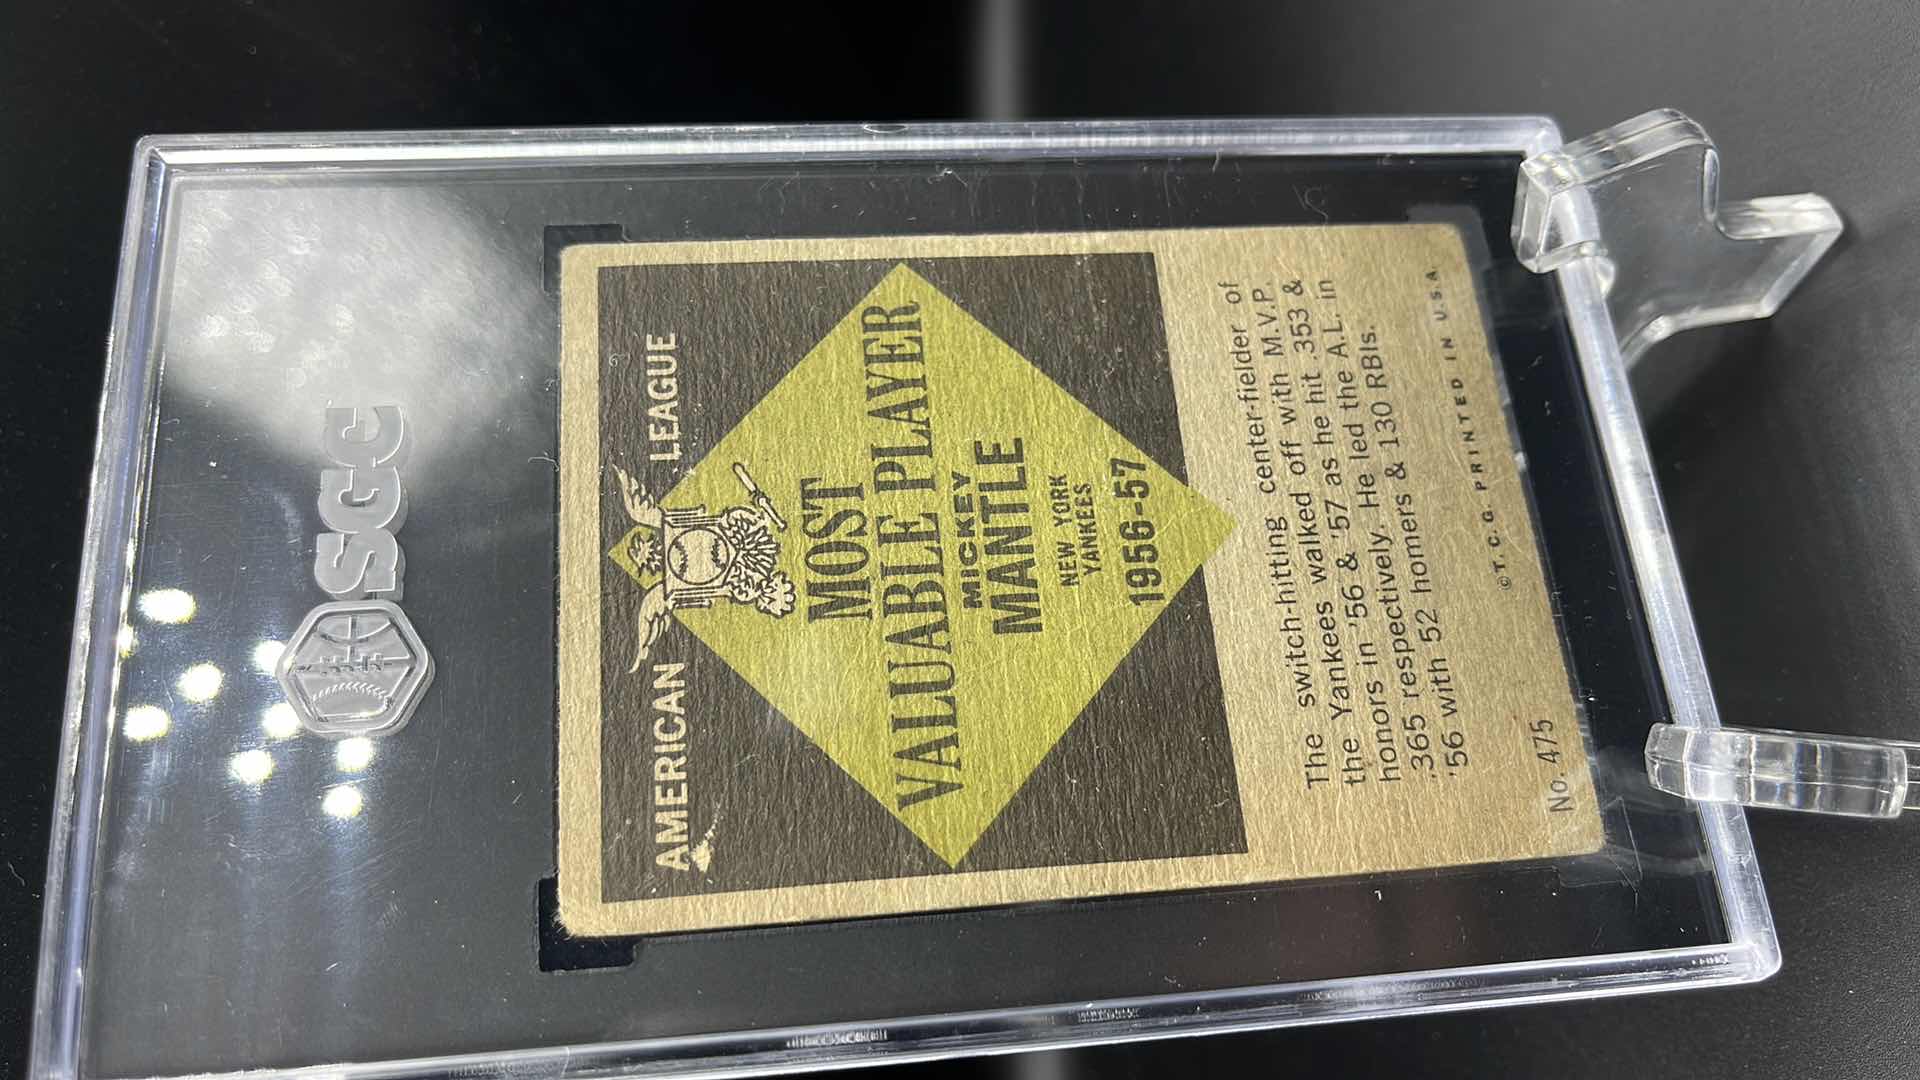 SGC
AMERICAN LEAGUE
MOST
VALUABLE PLAYER
MICKEY
MANTLE
NEW YORK
YANKEES
1956-57
The switch-hitting center-fielder of
the Yankees walked off with M.V.P.
honors in '56 & '57 as he hit .353 &
.365 respectively. He led the A.L. in
'56 with 52 homers & 130 RBIs.
No. 475
©T.C.G. PRINTED IN U.S.A.